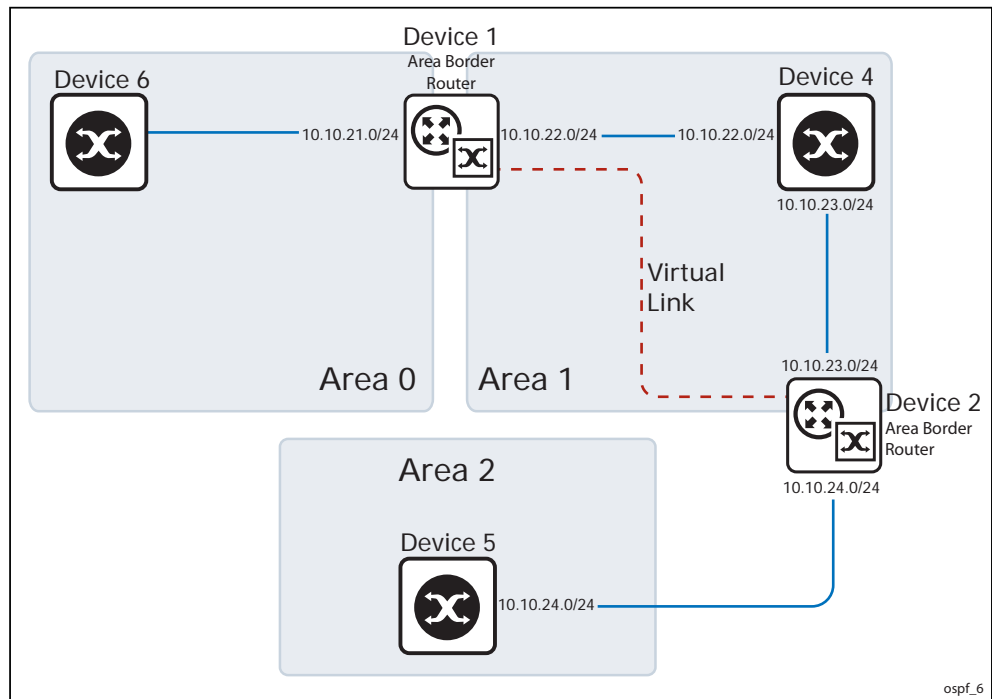 Device 1
Area Border
Router
Device 6
Device 4
10.10.21.0/24
10.10.22.0/24
10.10.22.0/24
10.10.23.0/24
Virtual
Link
10.10.23.0/24
Area 0
Area 1
Device 2
Area Border
Router
Area 2
10.10.24.0/24
Device 5
10.10.24.0/24
ospf_6